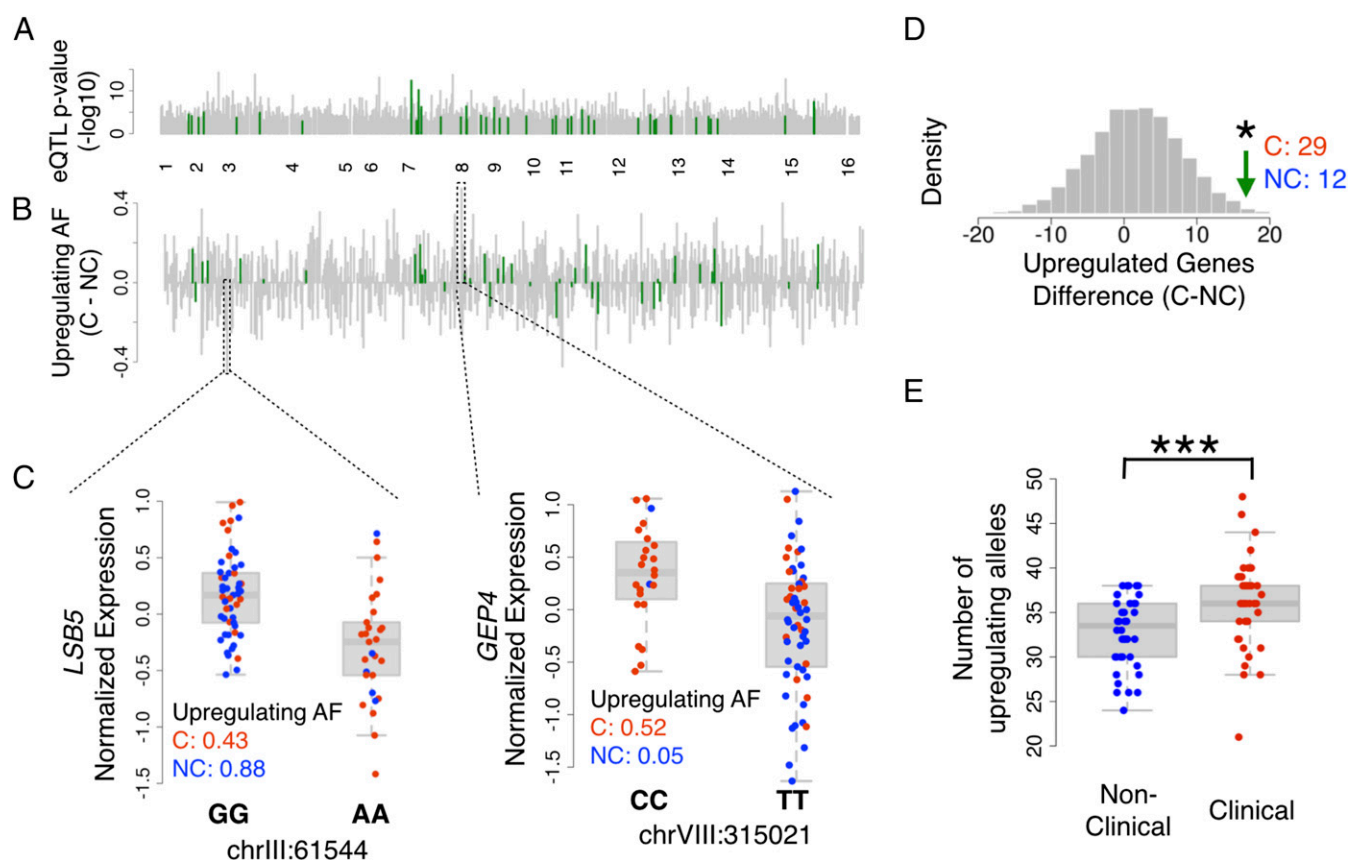 A
eQTL p-value
(-log10)
0 10
1 2 3 4 5 6 7 8 9 10 11 12 13 14 15 16
B
Upregulating AF
(C - NC)
-0.4 0.0 0.4
C
LSB5
Normalized Expression
-1.5 -1.0 -0.5 0.0 0.5 1.0
Upregulating AF
C: 0.43
NC: 0.88
GG AA
chrIII:61544
GEP4
Normalized Expression
-1.5 -1.0 -0.5 0.0 0.5 1.0
Upregulating AF
C: 0.52
NC: 0.05
CC TT
chrVIII:315021
D
Density
*
C: 29
NC: 12
-20 -10 0 10 20
Upregulated Genes
Difference (C-NC)
E
***
Number of
upregulating alleles
20 25 30 35 40 45 50
Non-
Clinical
Clinical